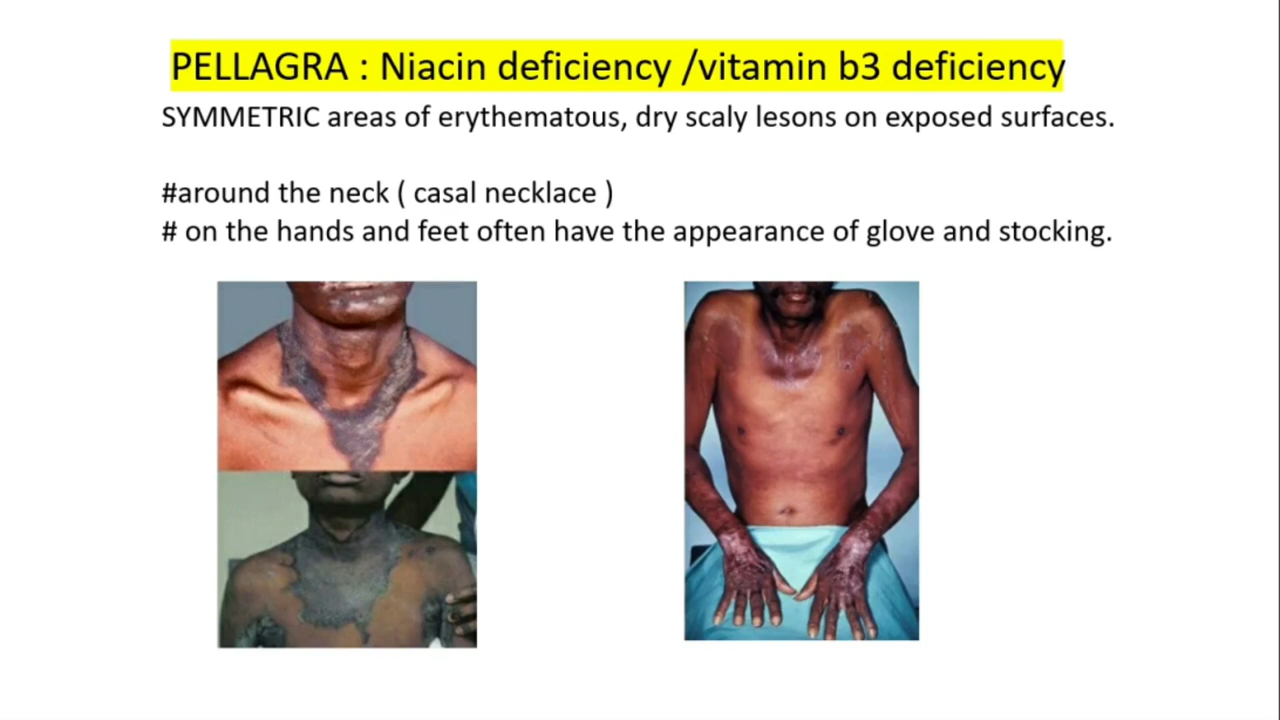 PELLAGRA : Niacin deficiency /vitamin b3 deficiency
SYMMETRIC areas of erythematous, dry scaly lesons on exposed surfaces.
#around the neck ( casal necklace )
# on the hands and feet often have the appearance of glove and stocking.